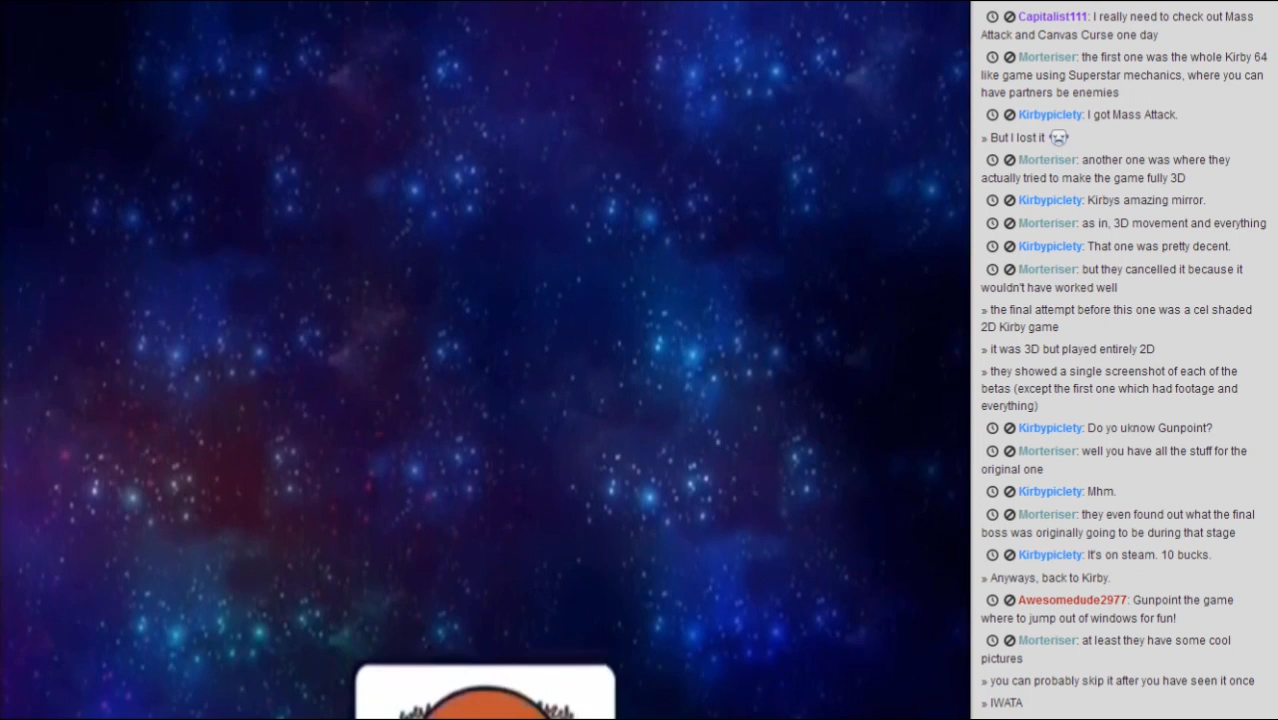 Capitalist111: I really need to check out Mass
Attack and Canvas Curse one day
Morteriser: the first one was the whole Kirby 64
like game using Superstar mechanics, where you can
have partners be enemies
Kirbypiclety: I got Mass Attack.
» But I lost it
Morteriser: another one was where they
actually tried to make the game fully 3D
Kirbypiclety: Kirbys amazing mirror.
Morteriser: as in, 3D movement and everything
Kirbypiclety: That one was pretty decent.
Morteriser: but they cancelled it because it
wouldn't have worked well
» the final attempt before this one was a cel shaded
2D Kirby game
» it was 3D but played entirely 2D
» they showed a single screenshot of each of the
betas (except the first one which had footage and
everything)
Kirbypiclety: Do yo uknow Gunpoint?
Morteriser: well you have all the stuff for the
original one
Kirbypiclety: Mhm.
Morteriser: they even found out what the final
boss was originally going to be during that stage
Kirbypiclety: It's on steam. 10 bucks.
» Anyways, back to Kirby.
Awesomedude2977: Gunpoint the game
where to jump out of windows for fun!
Morteriser: at least they have some cool
pictures
» you can probably skip it after you have seen it once
» IWATA